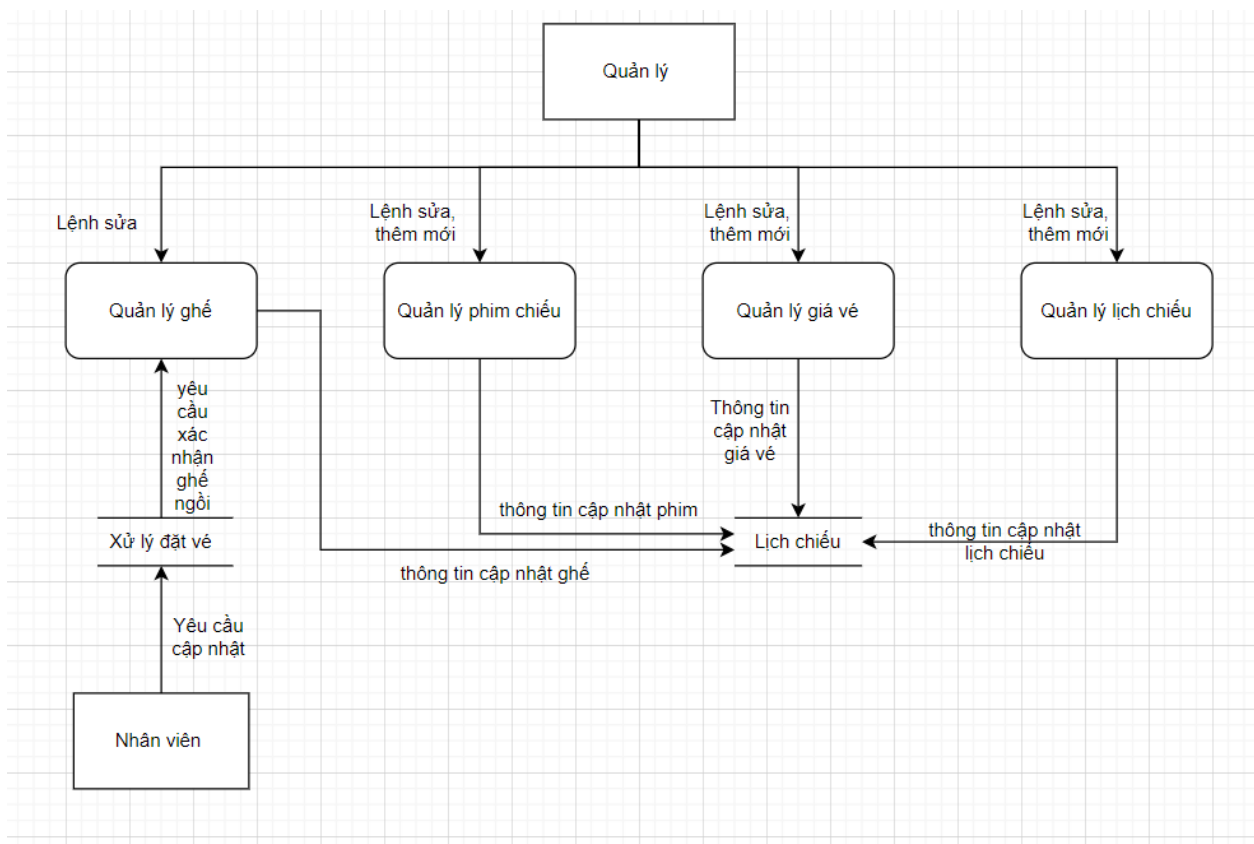 Quản lý
Lệnh sửa
Lệnh sửa,
thêm mới
Lệnh sửa,
thêm mới
Lệnh sửa,
thêm mới
Quản lý ghế
Quản lý phim chiếu
Quản lý giá vé
Quản lý lịch chiếu
yêu
cầu
xác
nhận
ghế
ngồi
Thông tin
cập nhật
giá vé
thông tin cập nhật phim
thông tin cập nhật
lịch chiếu
Xử lý đặt vé
Lịch chiếu
thông tin cập nhật ghế
Yêu cầu
cập nhật
Nhân viên